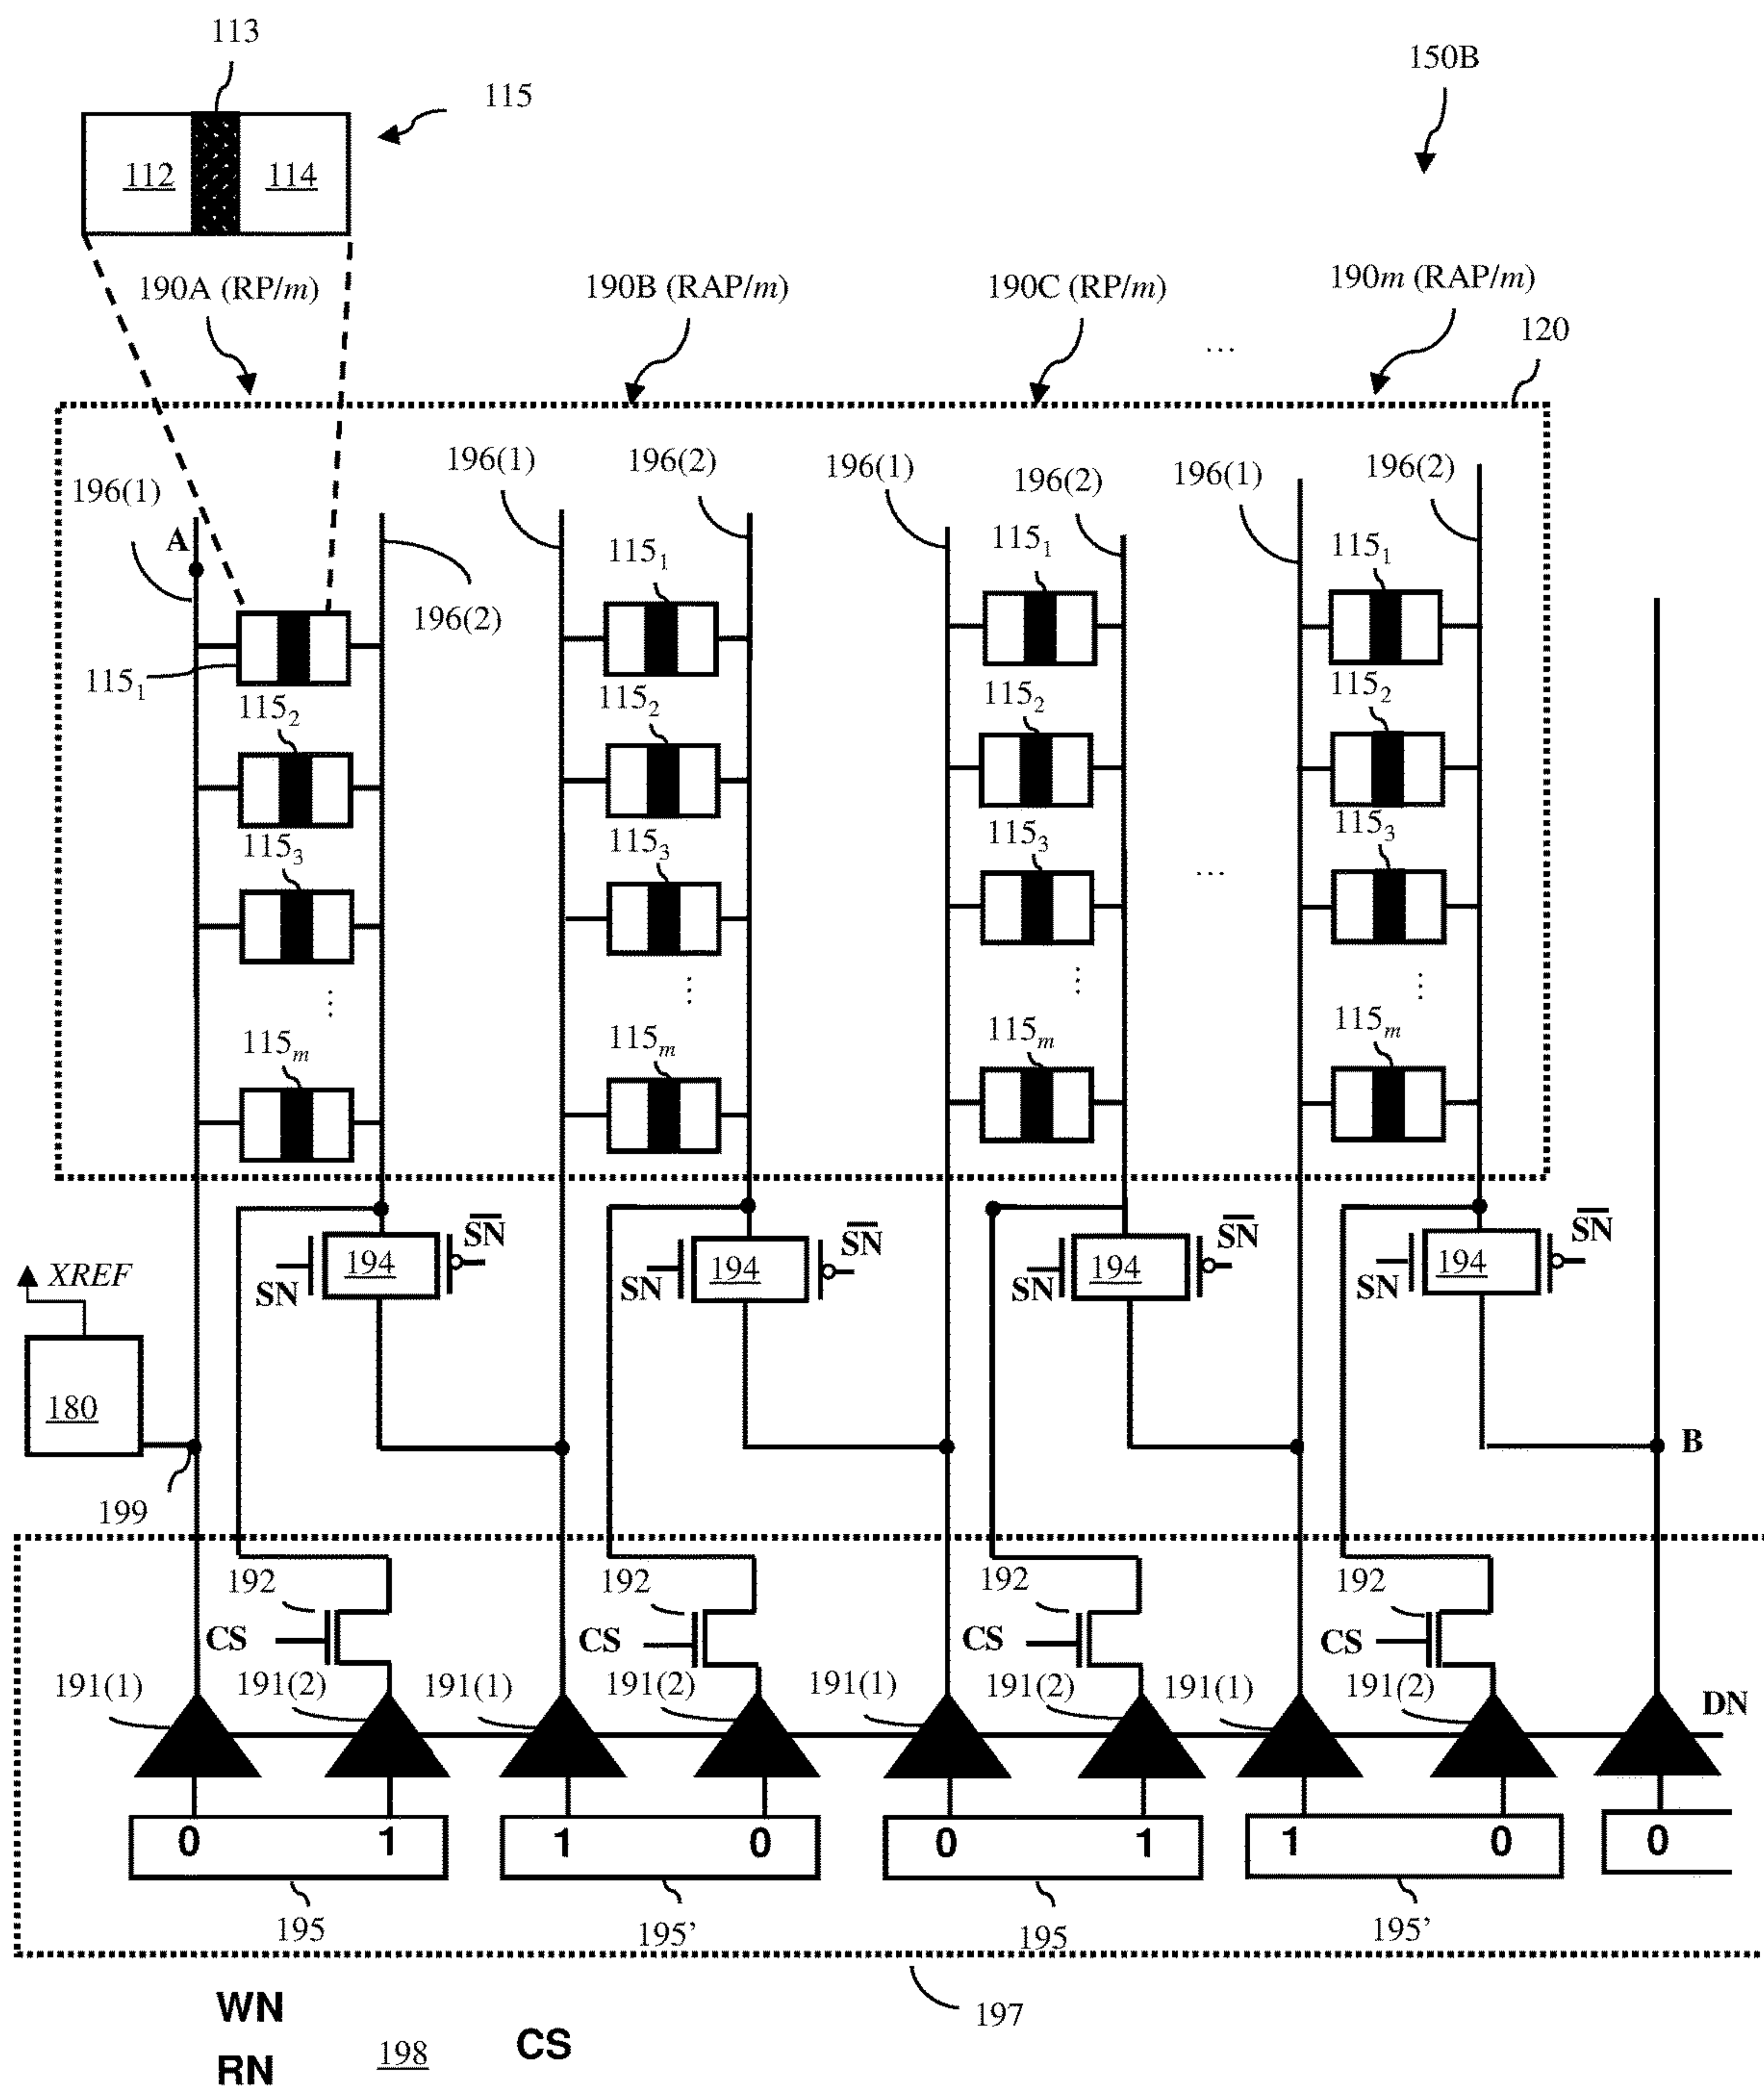 113
115
150B
112 114
190A (RP/m) 190B (RAP/m) 190C (RP/m) 190m (RAP/m)
... 120
196(1) 196(1) 196(2) 196(1) 196(2) 196(1) 196(2)
A
196(2)
115₁ 115₁ 115₁ 115₁
115₂ 115₂ 115₂ 115₂
115₃ 115₃ 115₃ 115₃
...
... ... ... ...
115ₘ 115ₘ 115ₘ 115ₘ
SN 194 S̅N̅ SN 194 S̅N̅ SN 194 S̅N̅ SN 194 S̅N̅
XREF
180
199
B
192 192 192 192
CS CS CS CS
191(1) 191(2) 191(1) 191(2) 191(1) 191(2) 191(1) 191(2) DN
0 1 1 0 0 1 1 0 0
195 195’ 195 195’
197
WN
RN 198 CS